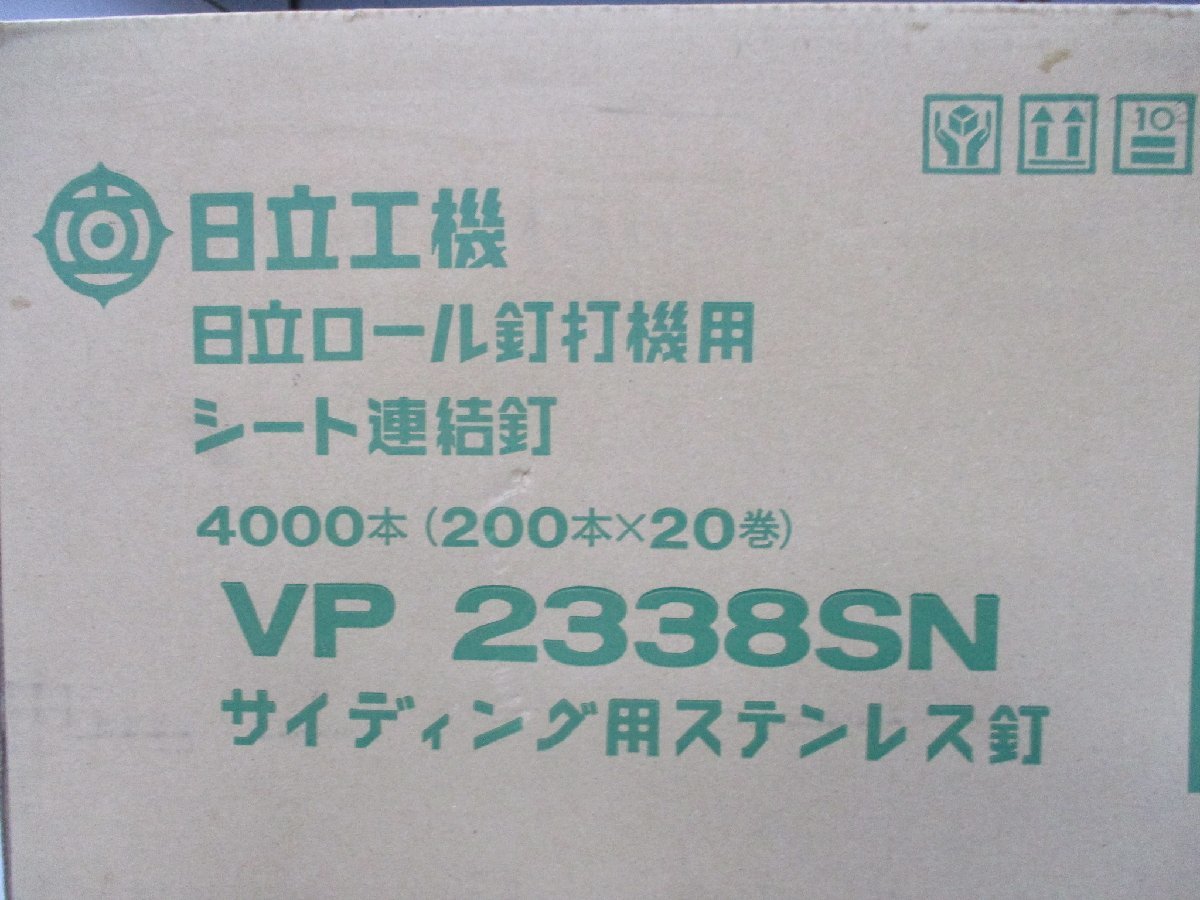 10
日立工機
日立ロール釘打機用
シート連結釘
4000本(200本×20巻)
VP 2338SN
サイディング用ステンレス釘